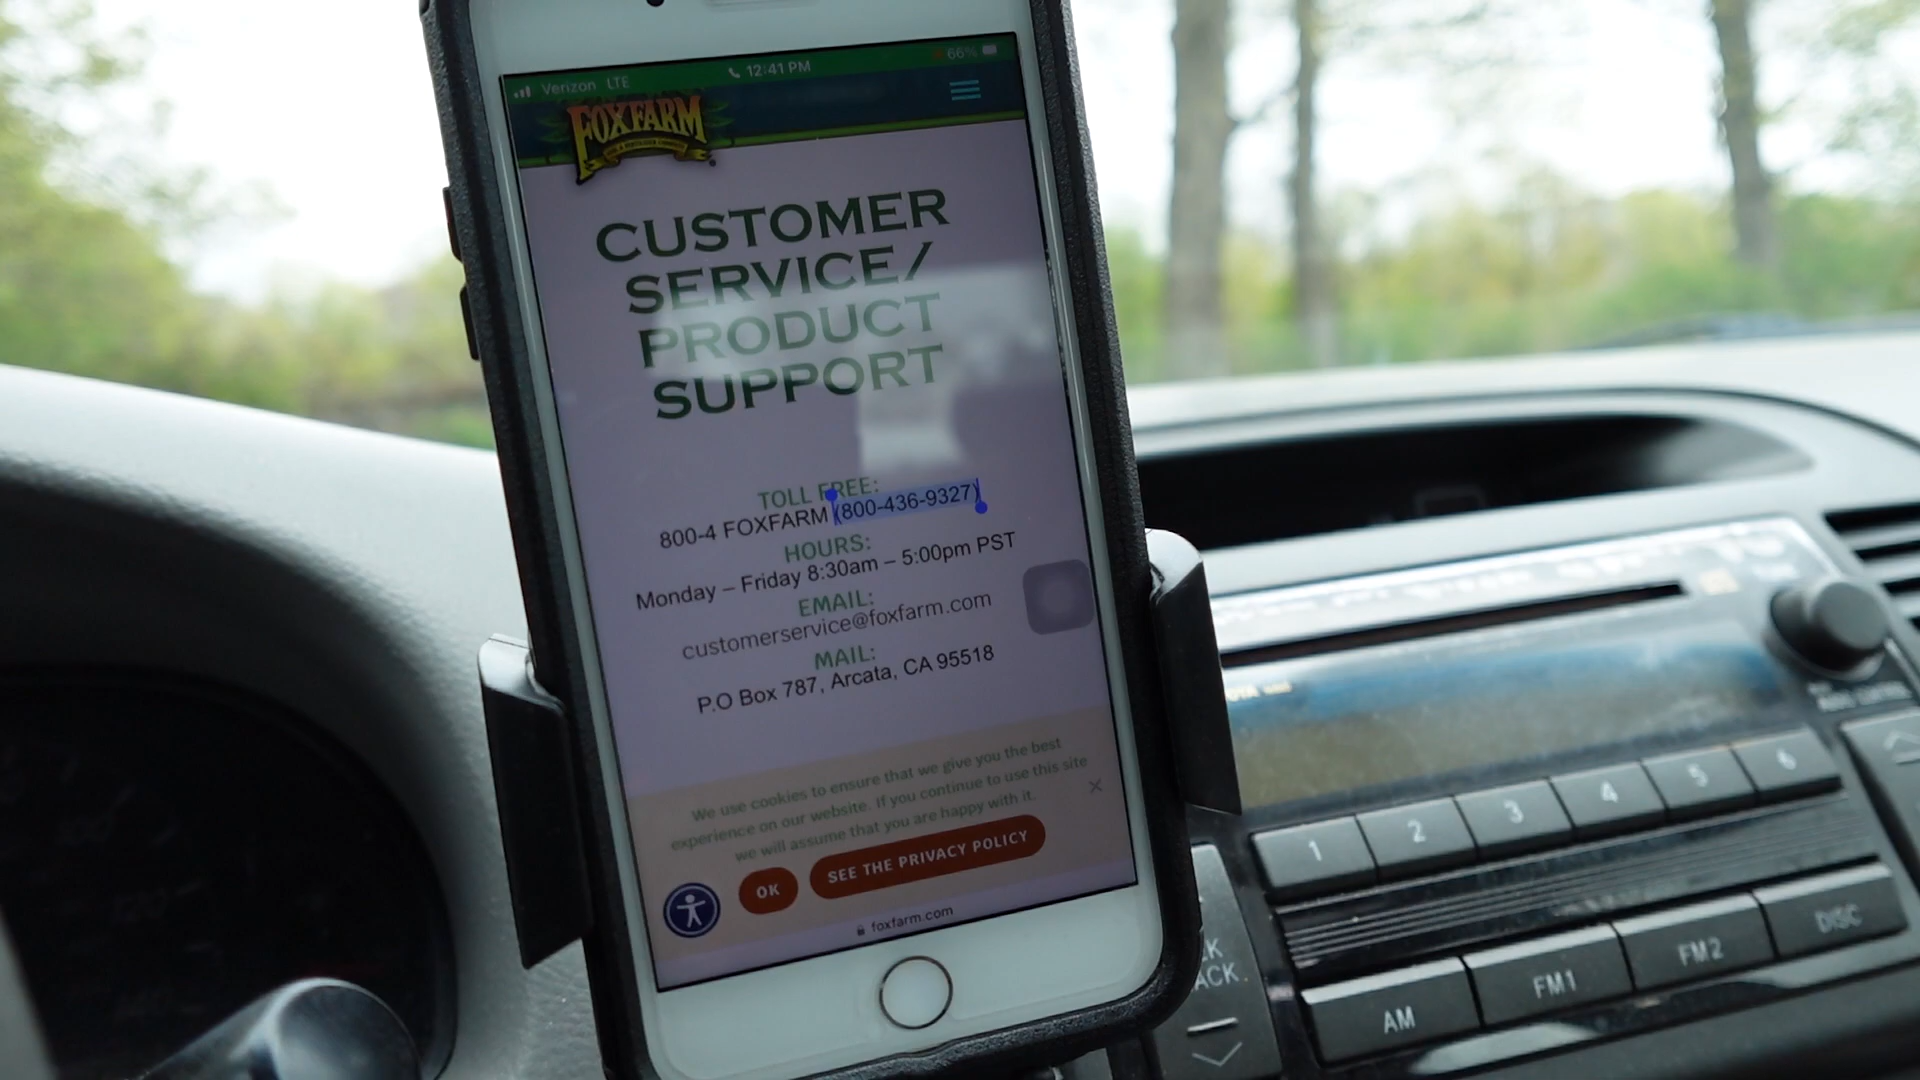 Verizon LTE 12:41 PM 66%
FOXFARM
CUSTOMER
SERVICE/
PRODUCT
SUPPORT
TOLL FREE:
800-4 FOXFARM (800-436-9327)
HOURS:
Monday – Friday 8:30am – 5:00pm PST
EMAIL:
customerservice@foxfarm.com
MAIL:
P.O Box 787, Arcata, CA 95518
We use cookies to ensure that we give you the best
experience on our website. If you continue to use this site
we will assume that you are happy with it.
OK SEE THE PRIVACY POLICY
foxfarm.com
1 2 3 4 5 6
AM FM1 FM2 DISC